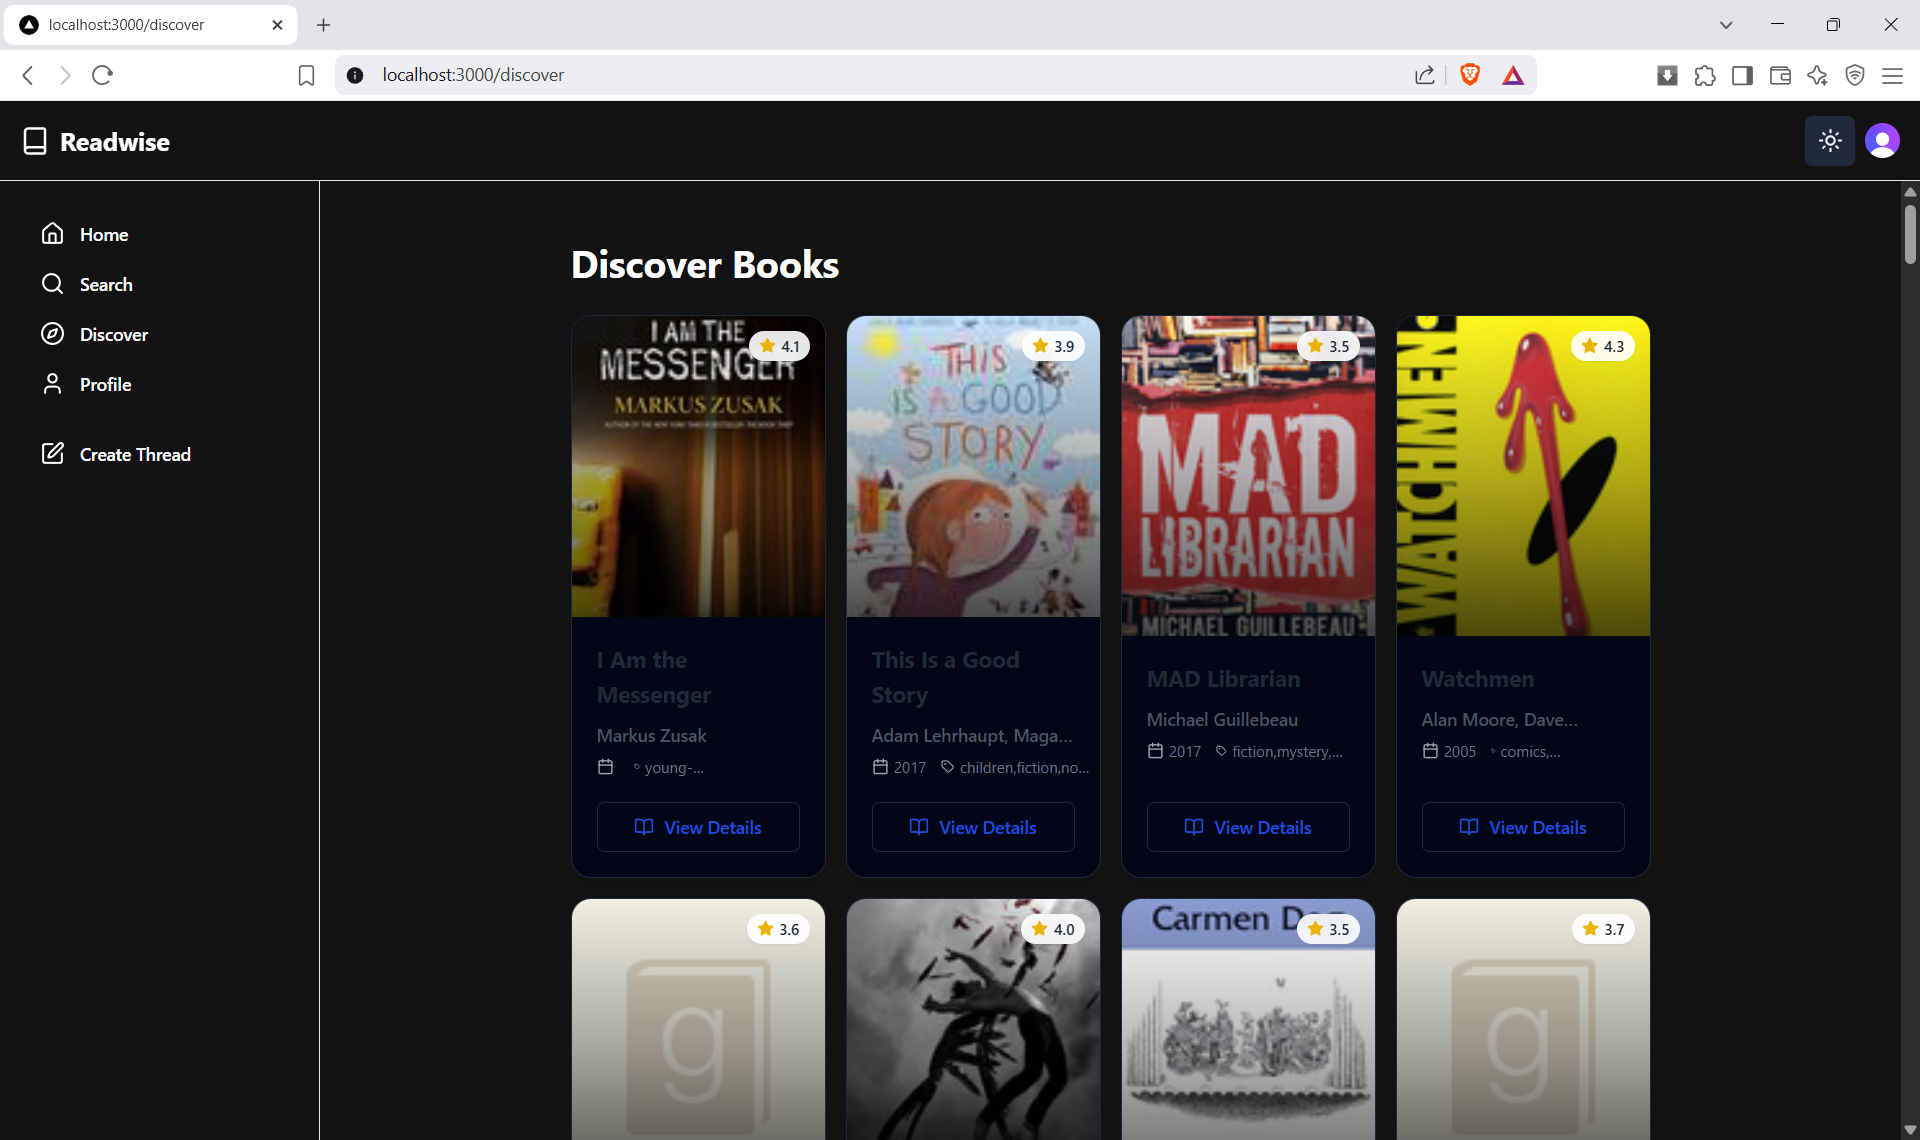 localhost:3000/discover
localhost:3000/discover
Readwise
Home
Search
Discover
Profile
Create Thread
Discover Books
I AM THE
MESSENGER
MARKUS ZUSAK
4.1
I Am the
Messenger
Markus Zusak
young-...
View Details
THIS
IS A GOOD
STORY
3.9
This Is a Good
Story
Adam Lehrhaupt, Maga...
2017 children,fiction,no...
View Details
MAD
LIBRARIAN
MICHAEL GUILLEBEAU
3.5
MAD Librarian
Michael Guillebeau
2017 fiction,mystery,...
View Details
WATCHMEN
4.3
Watchmen
Alan Moore, Dave...
2005 comics,...
View Details
g
3.6
4.0
Carmen
3.5
g
3.7